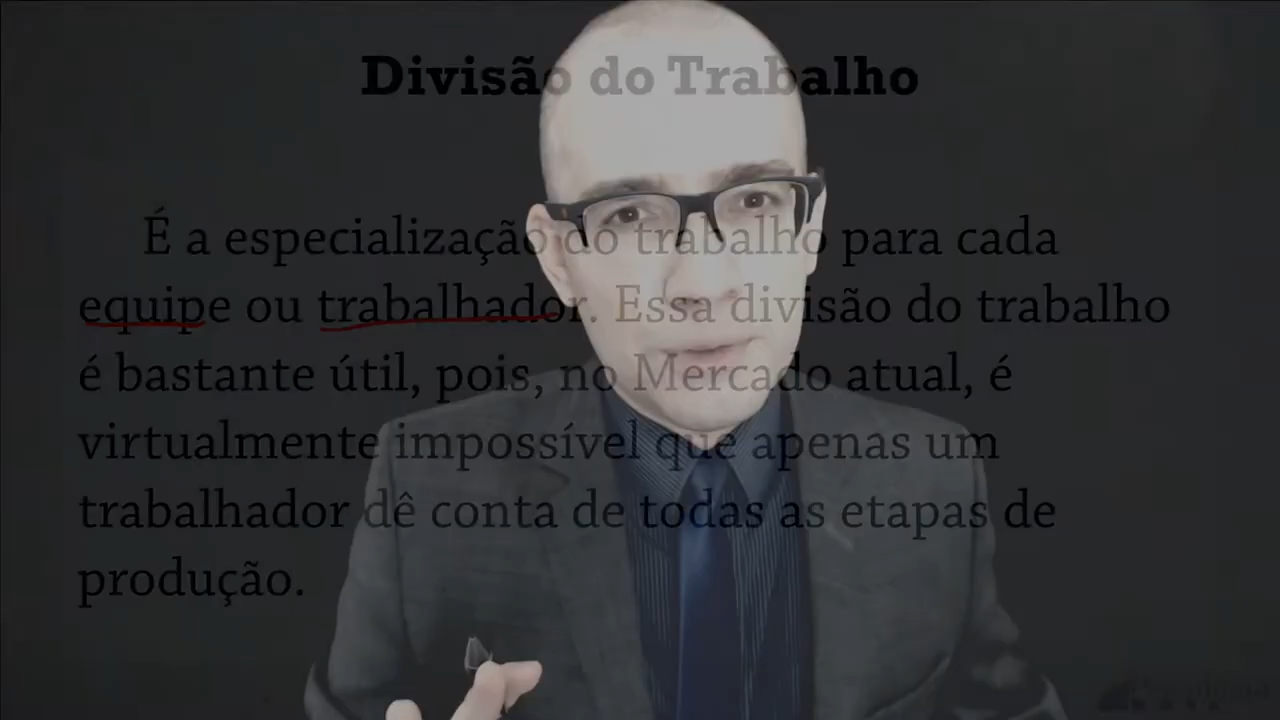 Divisão do Trabalho
É a especialização do trabalho para cada
equipe ou trabalhador. Essa divisão do trabalho
é bastante útil, pois, no Mercado atual, é
virtualmente impossível que apenas um
trabalhador dê conta de todas as etapas de
produção.